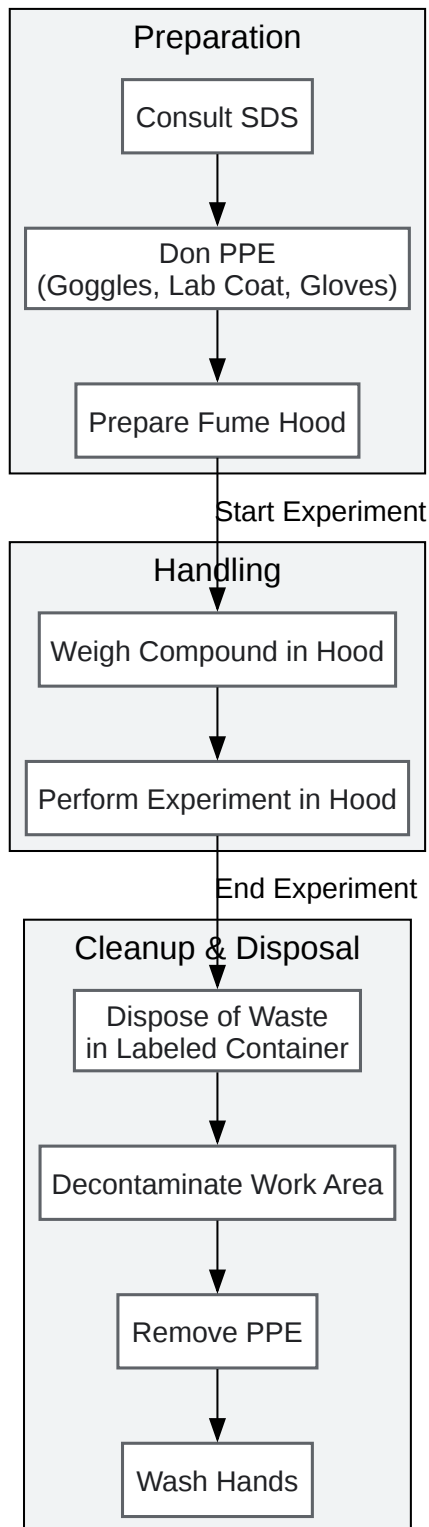 Preparation
Consult SDS
Don PPE
(Goggles, Lab Coat, Gloves)
Prepare Fume Hood
Start Experiment
Handling
Weigh Compound in Hood
Perform Experiment in Hood
End Experiment
Cleanup & Disposal
Dispose of Waste
in Labeled Container
Decontaminate Work Area
Remove PPE
Wash Hands